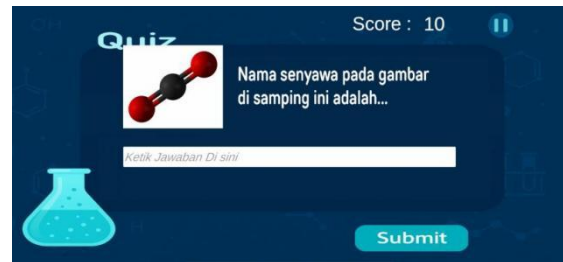 Score : 10
Quiz
Nama senyawa pada gambar
di samping ini adalah...
Ketik Jawaban Di sini
Submit